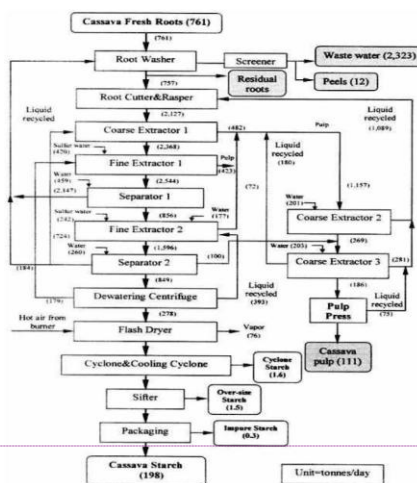 Cassava Fresh Roots (761)
(761)
Root Washer
Screener
Waste water (2,323)
(757)
Residual
roots
Peels (12)
Root Cutter&Rasper
Liquid
recycled
(2,127)
Liquid
recycled
(1,089)
Coarse Extractor 1
(482)
Pulp
Sulfur water
(420)
(2,368)
Liquid
recycled
(180)
Fine Extractor 1
Pulp
(423)
Water
(459)
(2,544)
(72)
(1,157)
(2,147)
Separator 1
Water
(201)
Sulfur water
(242)
(856)
Water
(177)
Coarse Extractor 2
Fine Extractor 2
(724)
Water
(260)
(1,596)
(100)
Water (203)
(269)
(184)
Separator 2
Coarse Extractor 3
(281)
(849)
(186)
(179)
Dewatering Centrifuge
Liquid
recycled
(393)
Pulp
Press
Liquid
recycled
(75)
(278)
Hot air from
burner
Flash Dryer
Vapor
(76)
Cassava
pulp (111)
Cyclone&Cooling Cyclone
Cyclone
Starch
(1.6)
Sifter
Over-size
Starch
(1.5)
Packaging
Impure Starch
(0.3)
Cassava Starch
(198)
Unit=tonnes/day